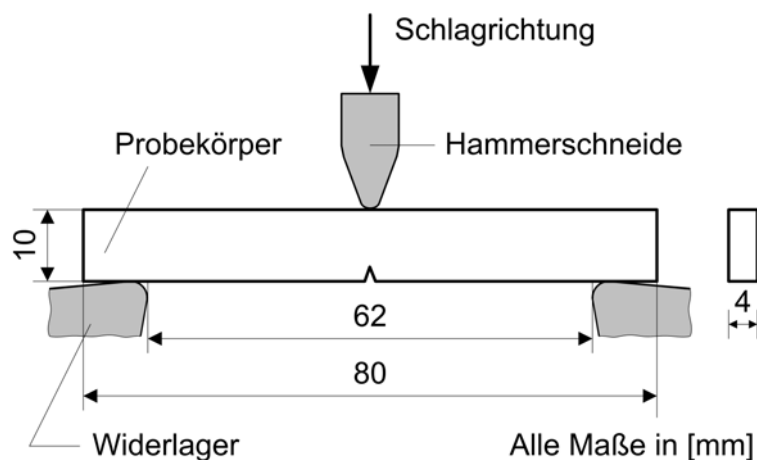 Schlagrichtung
Probekörper
Hammerschneide
10
62
4
80
Widerlager
Alle Maße in [mm]